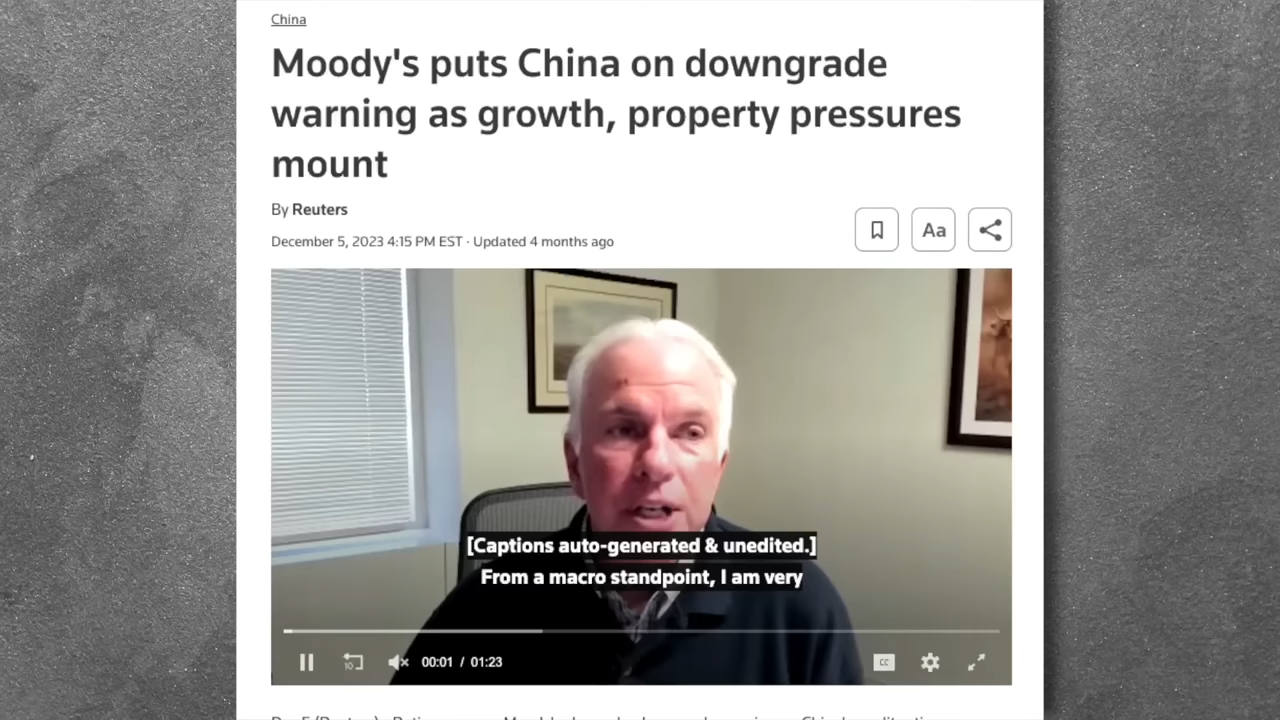 China
Moody's puts China on downgrade
warning as growth, property pressures
mount
By Reuters
December 5, 2023 4:15 PM EST · Updated 4 months ago
Aa
[Captions auto-generated & unedited.]
From a macro standpoint, I am very
10
00:01 / 01:23
CC